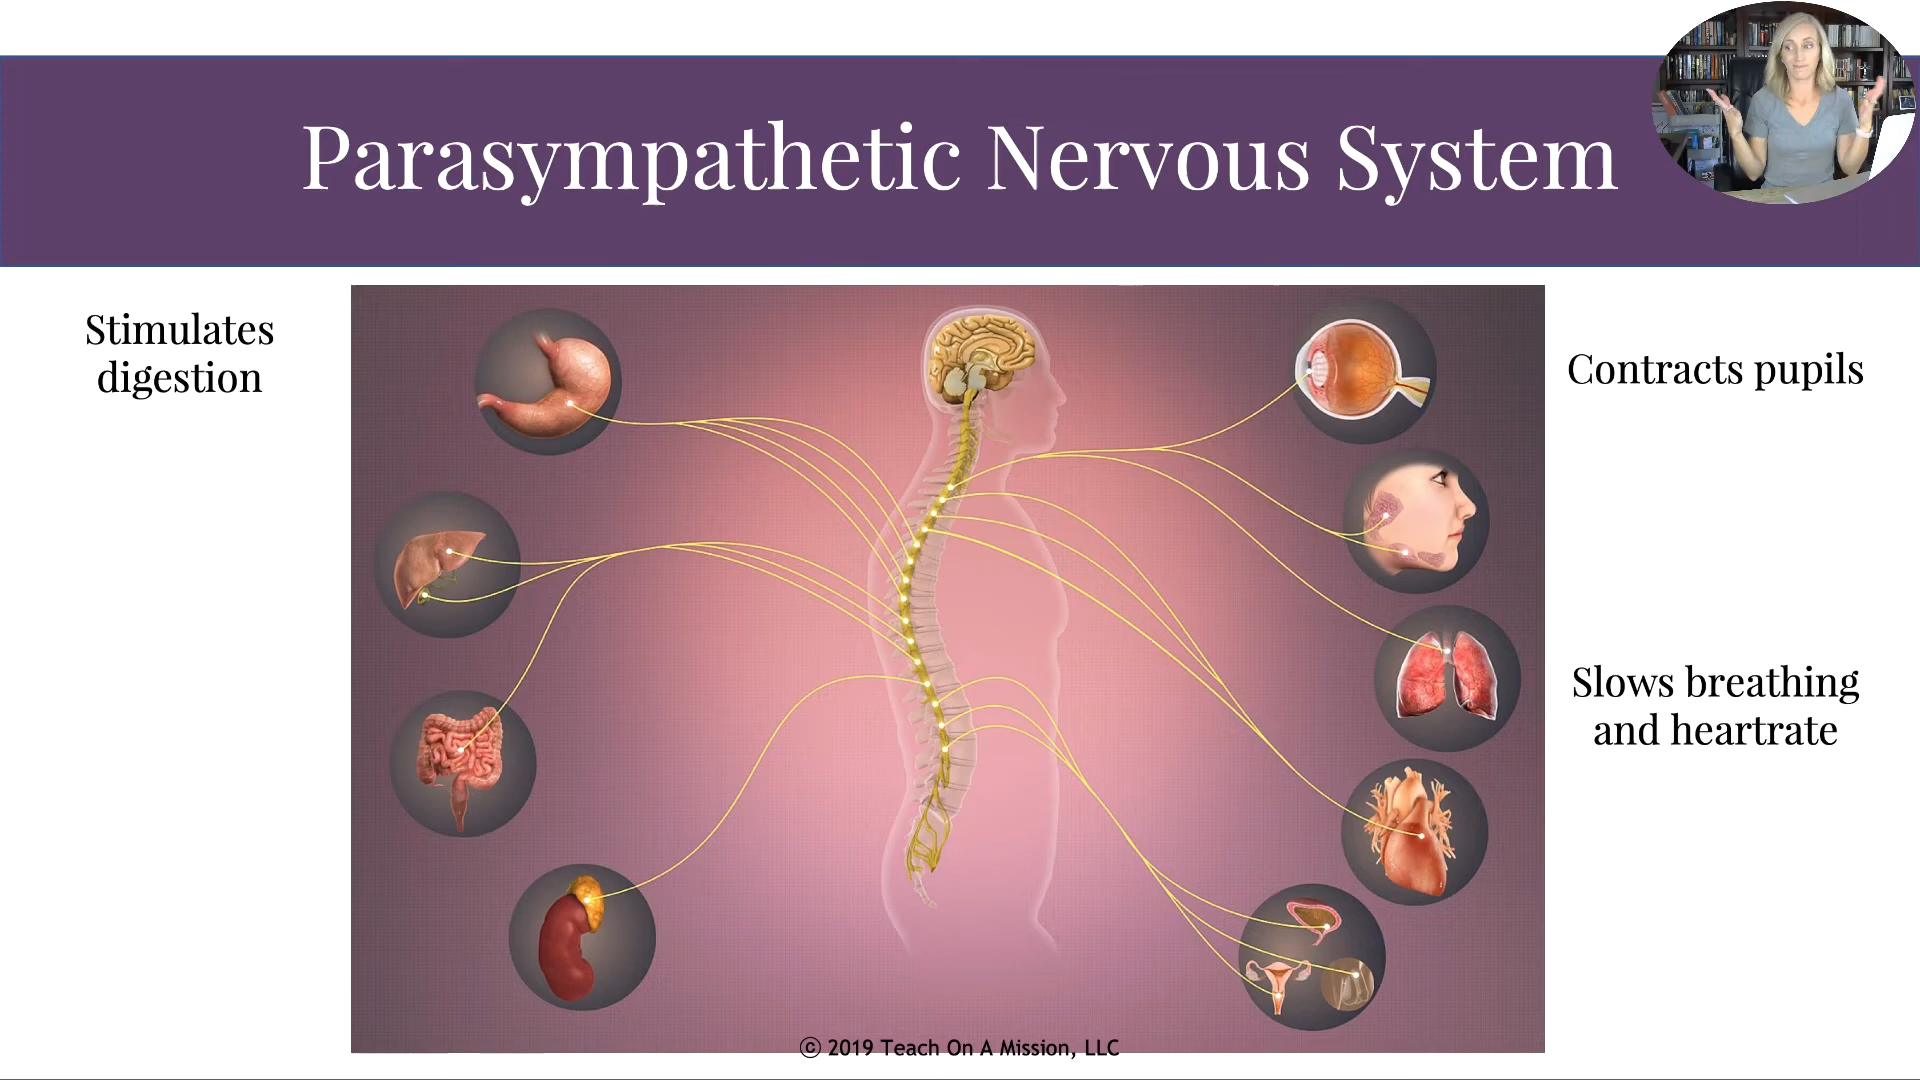 Parasympathetic Nervous System
Stimulates
digestion
Contracts pupils
Slows breathing
and heartrate
© 2019 Teach On A Mission, LLC